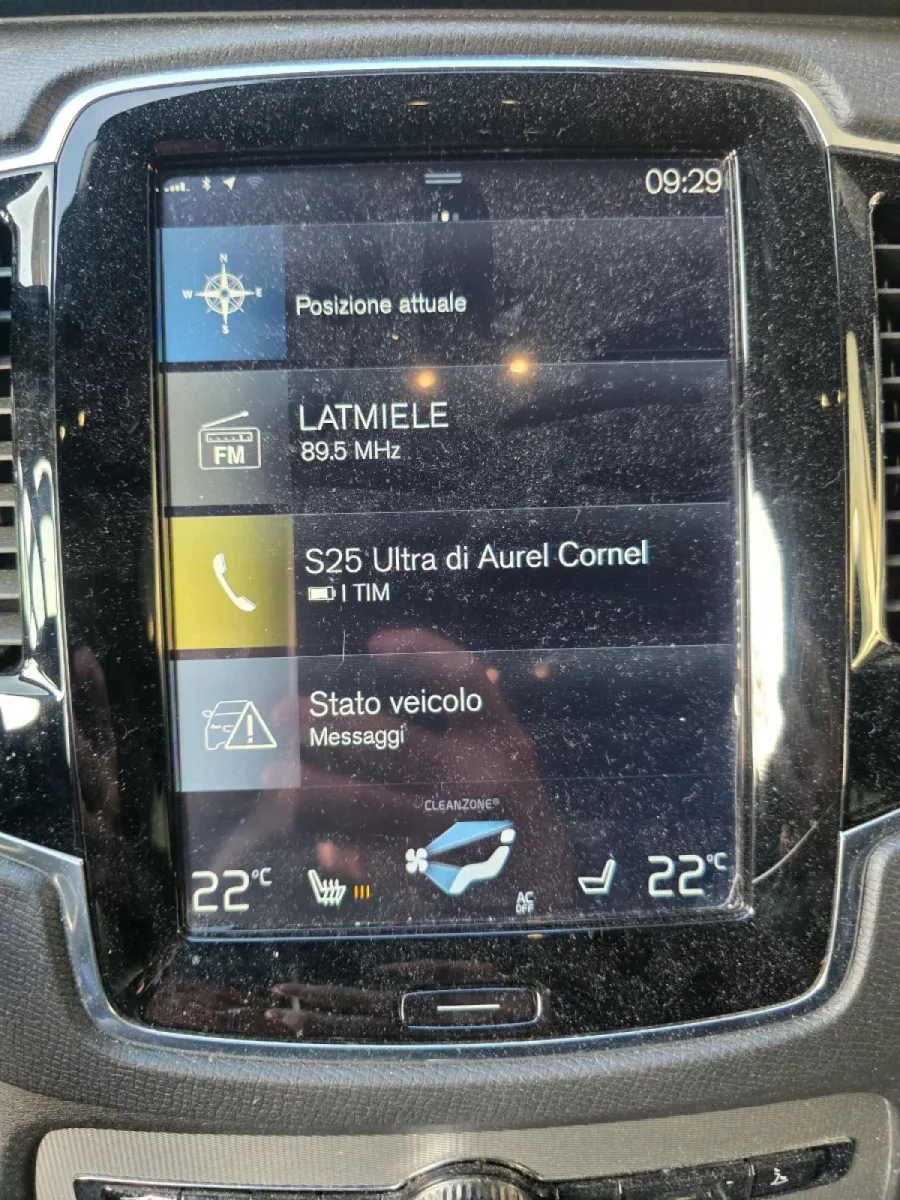 09:29
N
W E
S
Posizione attuale
LATMIELE
FM
89.5 MHz
S25 Ultra di Aurel Cornel
| TIM
Stato veicolo
Messaggi
CLEANZONE®
22°C
22°C
AC
OFF